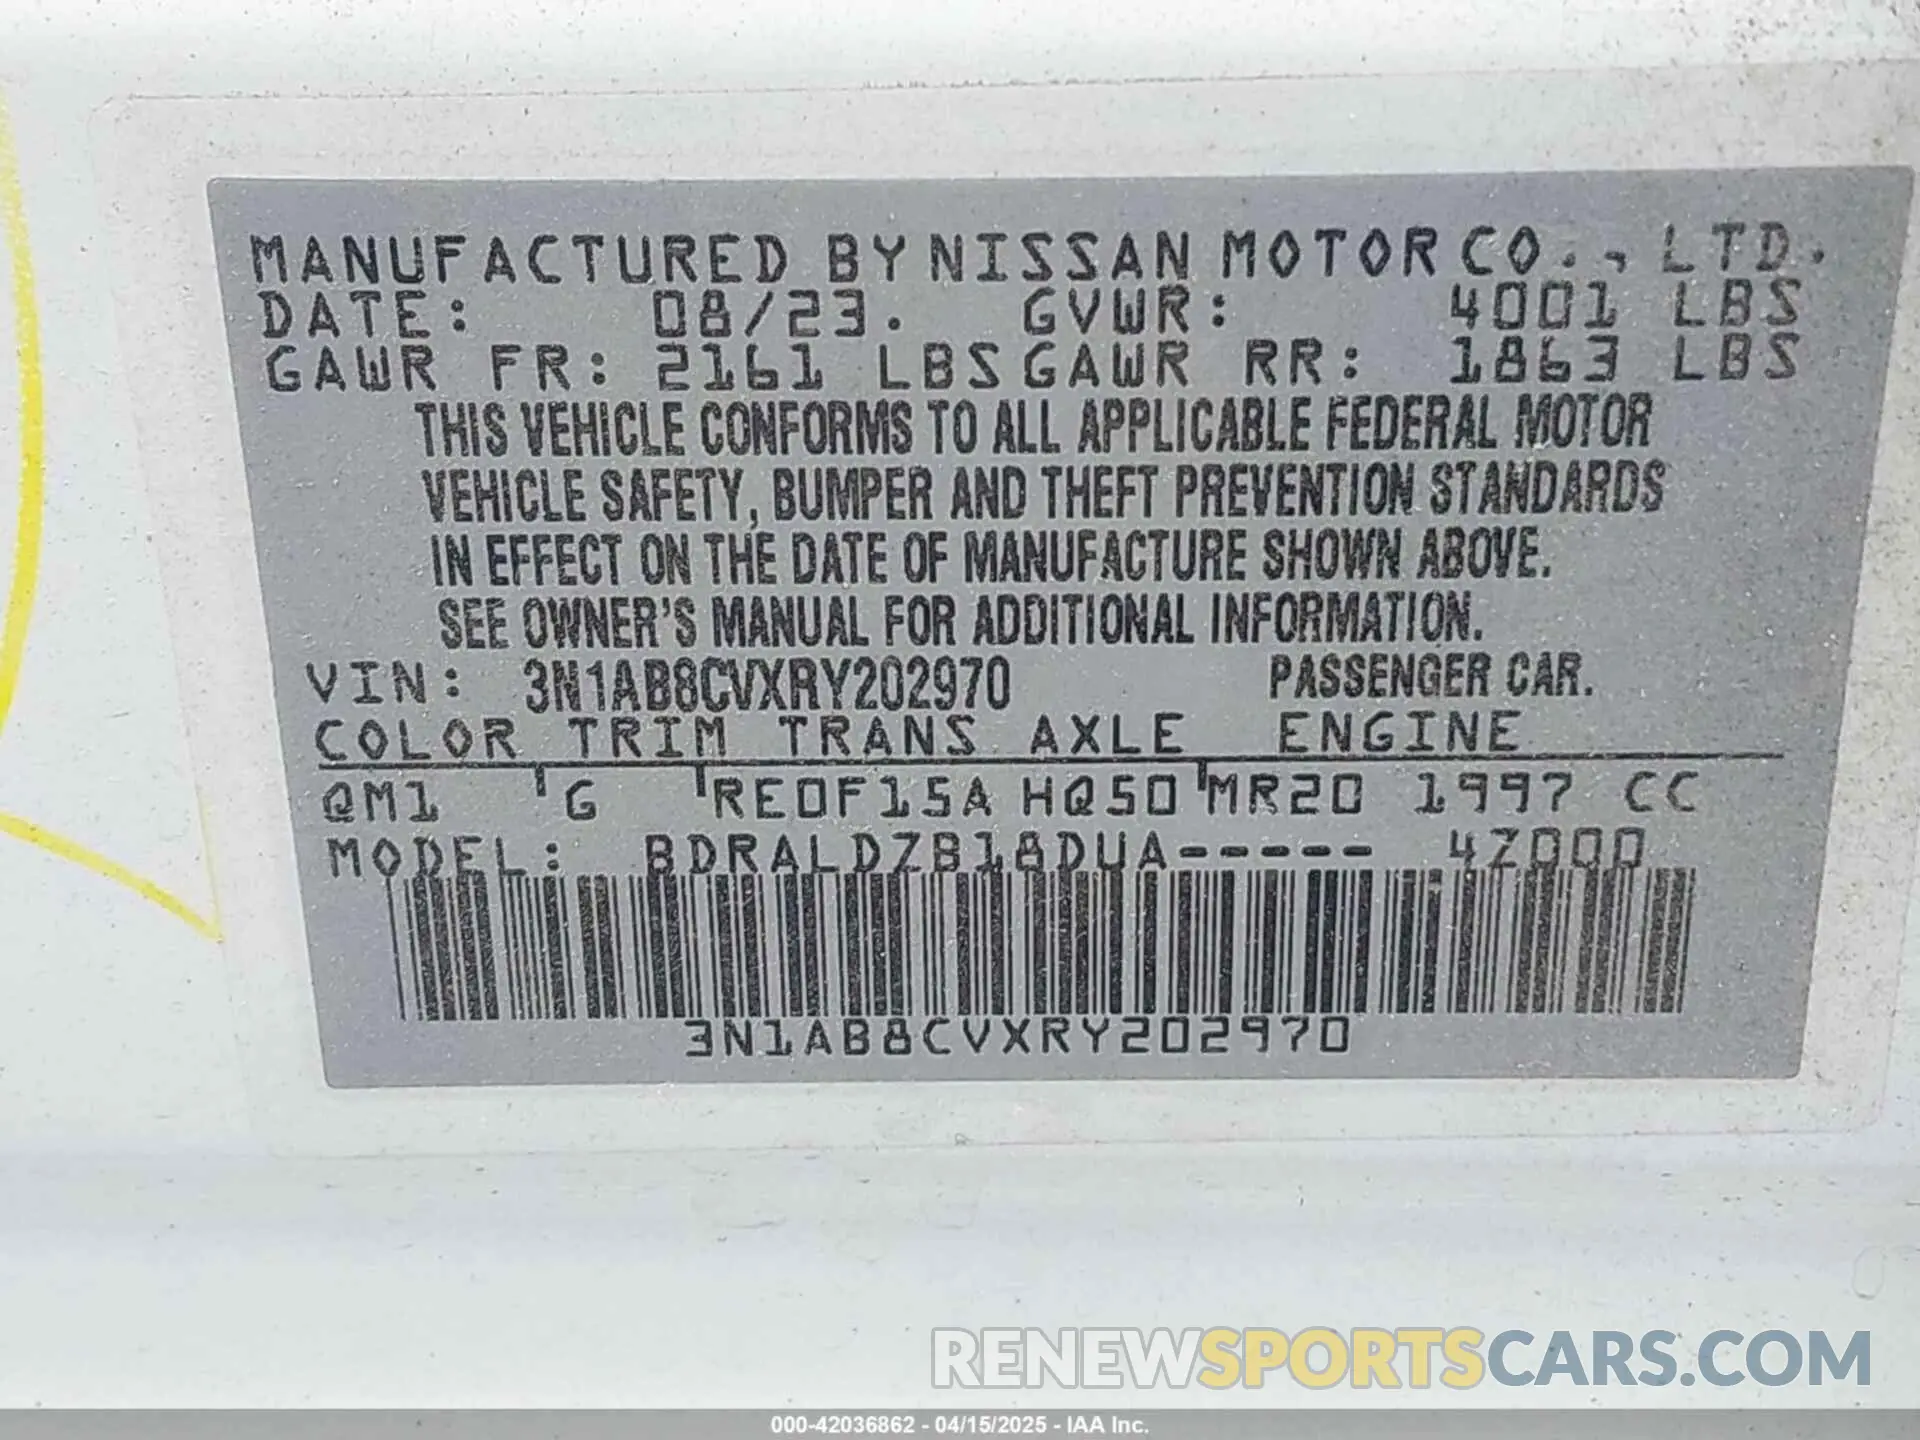 MANUFACTURED BY NISSAN MOTOR CO., LTD.
DATE: 08/23. GVWR: 4001 LBS
GAWR FR: 2161 LBS GAWR RR: 1863 LBS
THIS VEHICLE CONFORMS TO ALL APPLICABLE FEDERAL MOTOR
VEHICLE SAFETY, BUMPER AND THEFT PREVENTION STANDARDS
IN EFFECT ON THE DATE OF MANUFACTURE SHOWN ABOVE.
SEE OWNER'S MANUAL FOR ADDITIONAL INFORMATION.
VIN: 3N1AB8CVXRY202970 PASSENGER CAR.
COLOR TRIM TRANS AXLE ENGINE
QM1 G RE0F15A HQ50 MR20 1997 CC
MODEL: BDRALDZB18DUA----- 4Z000
3N1AB8CVXRY202970
RENEWSPORTSCARS.COM
000-42036862 - 04/15/2025 - IAA Inc.